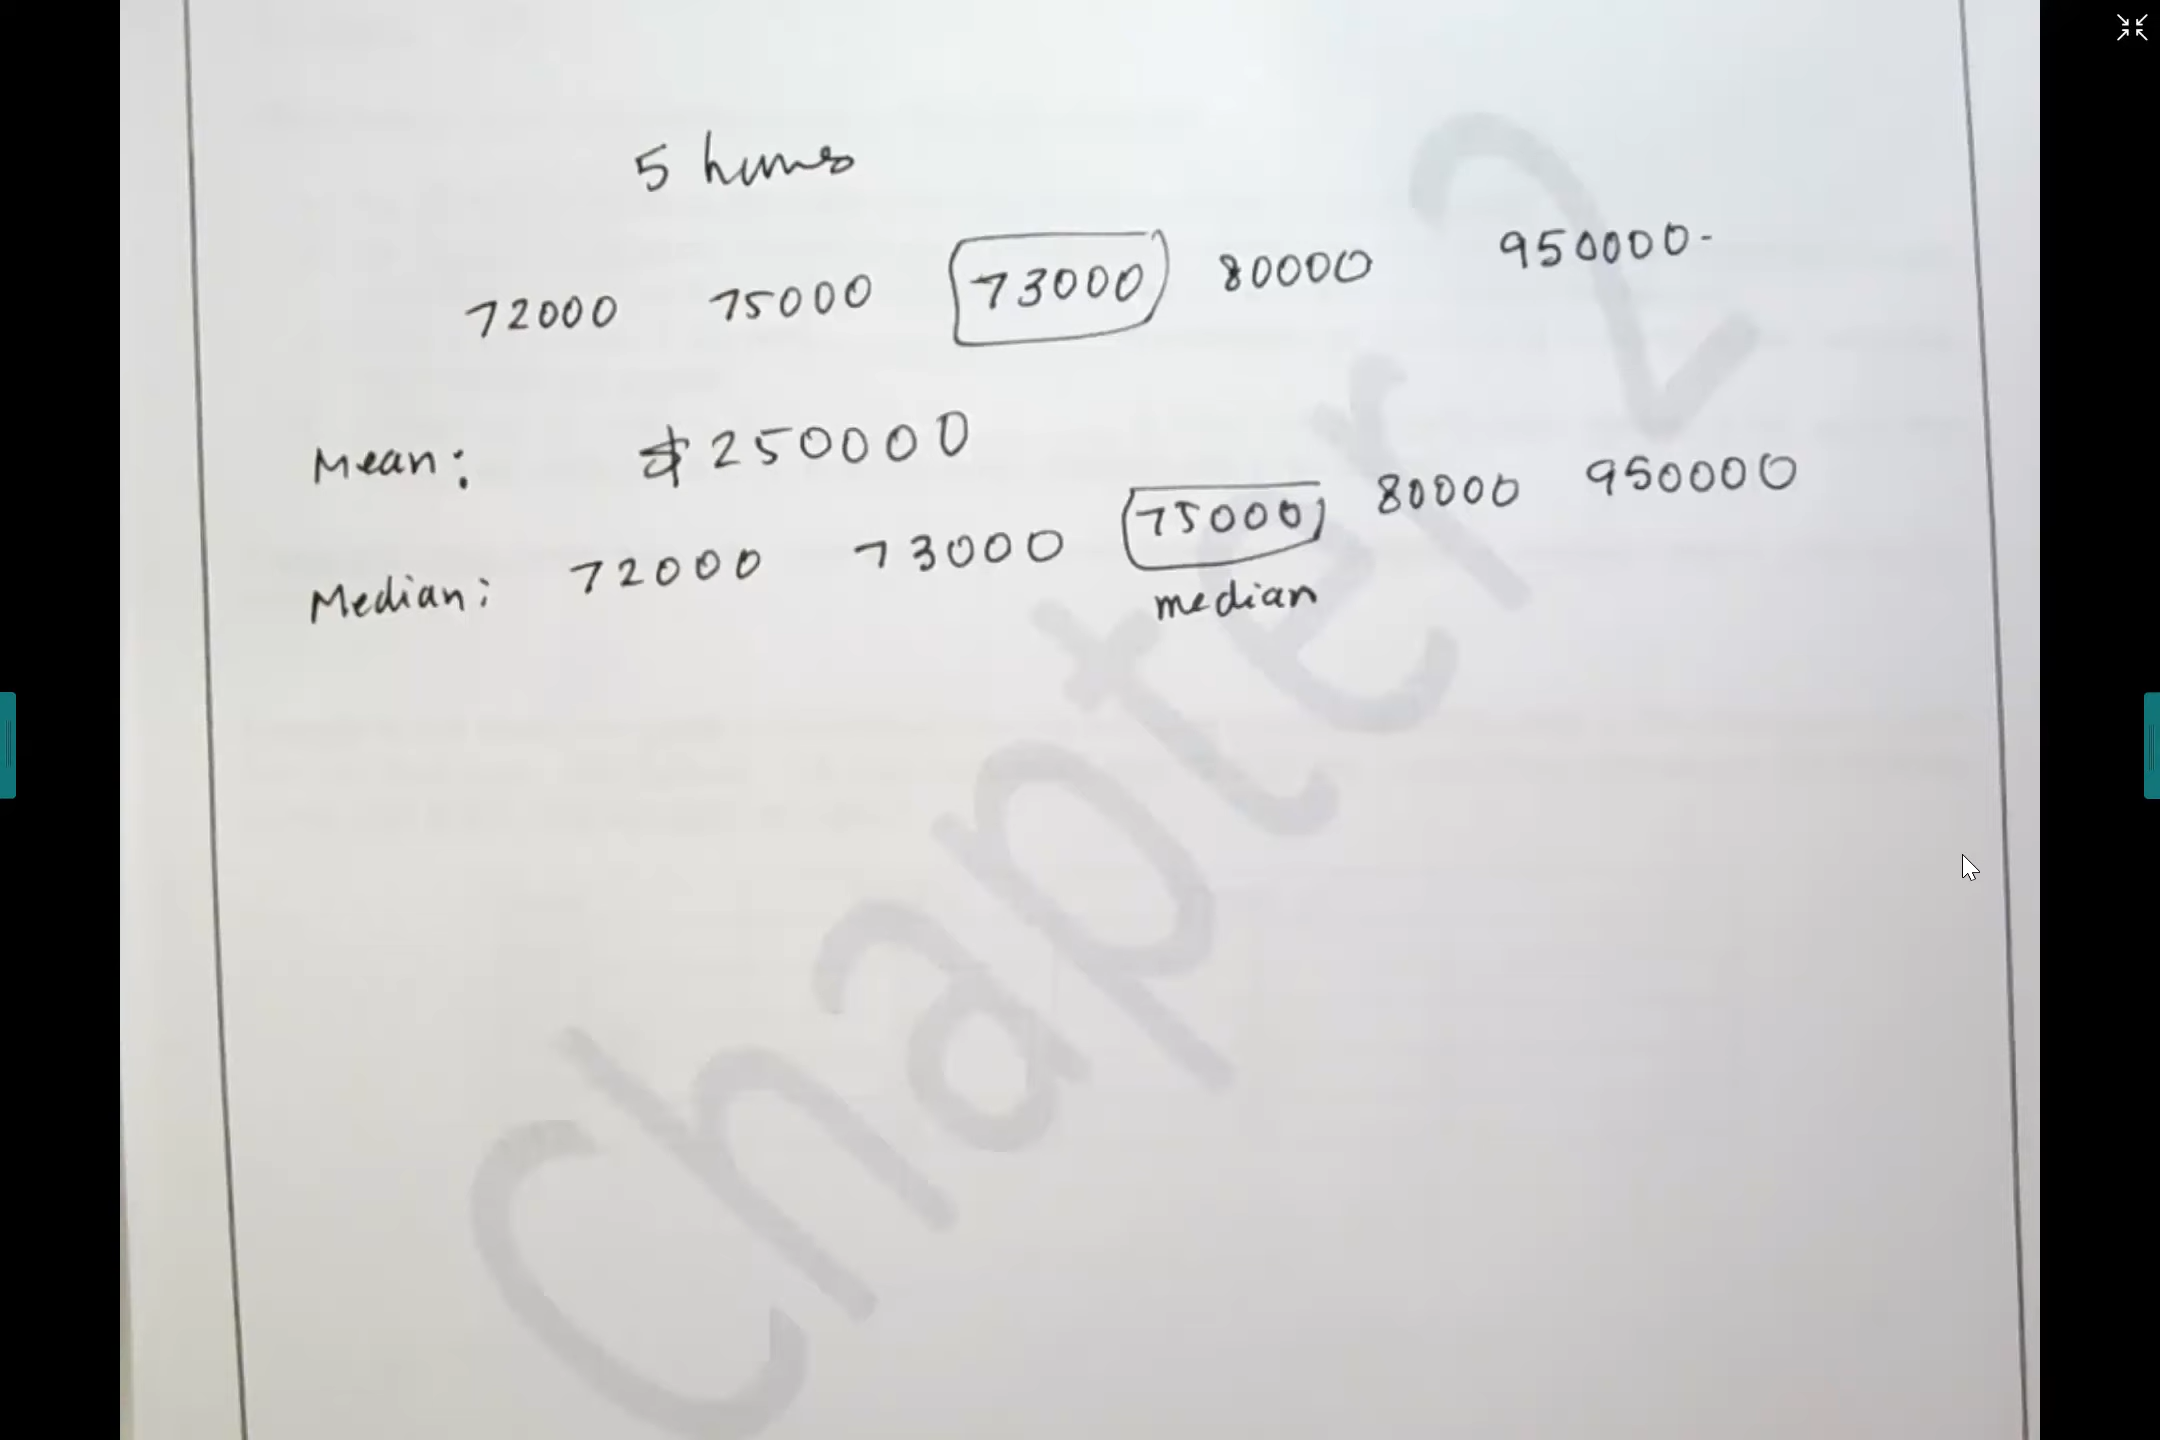 5 homes
72000 75000 73000 80000 950000.
Mean: $250000
Median: 72000 73000 75000 80000 950000
median
Chapter 2